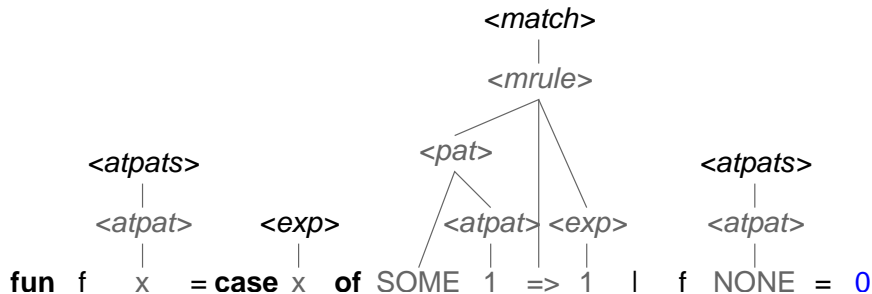 <match>
<mrule>
<pat>
<atpats> <atpats>
<atpat> <exp> <atpat> <exp> <atpat>
fun f x = case x of SOME 1 => 1 | f NONE = 0